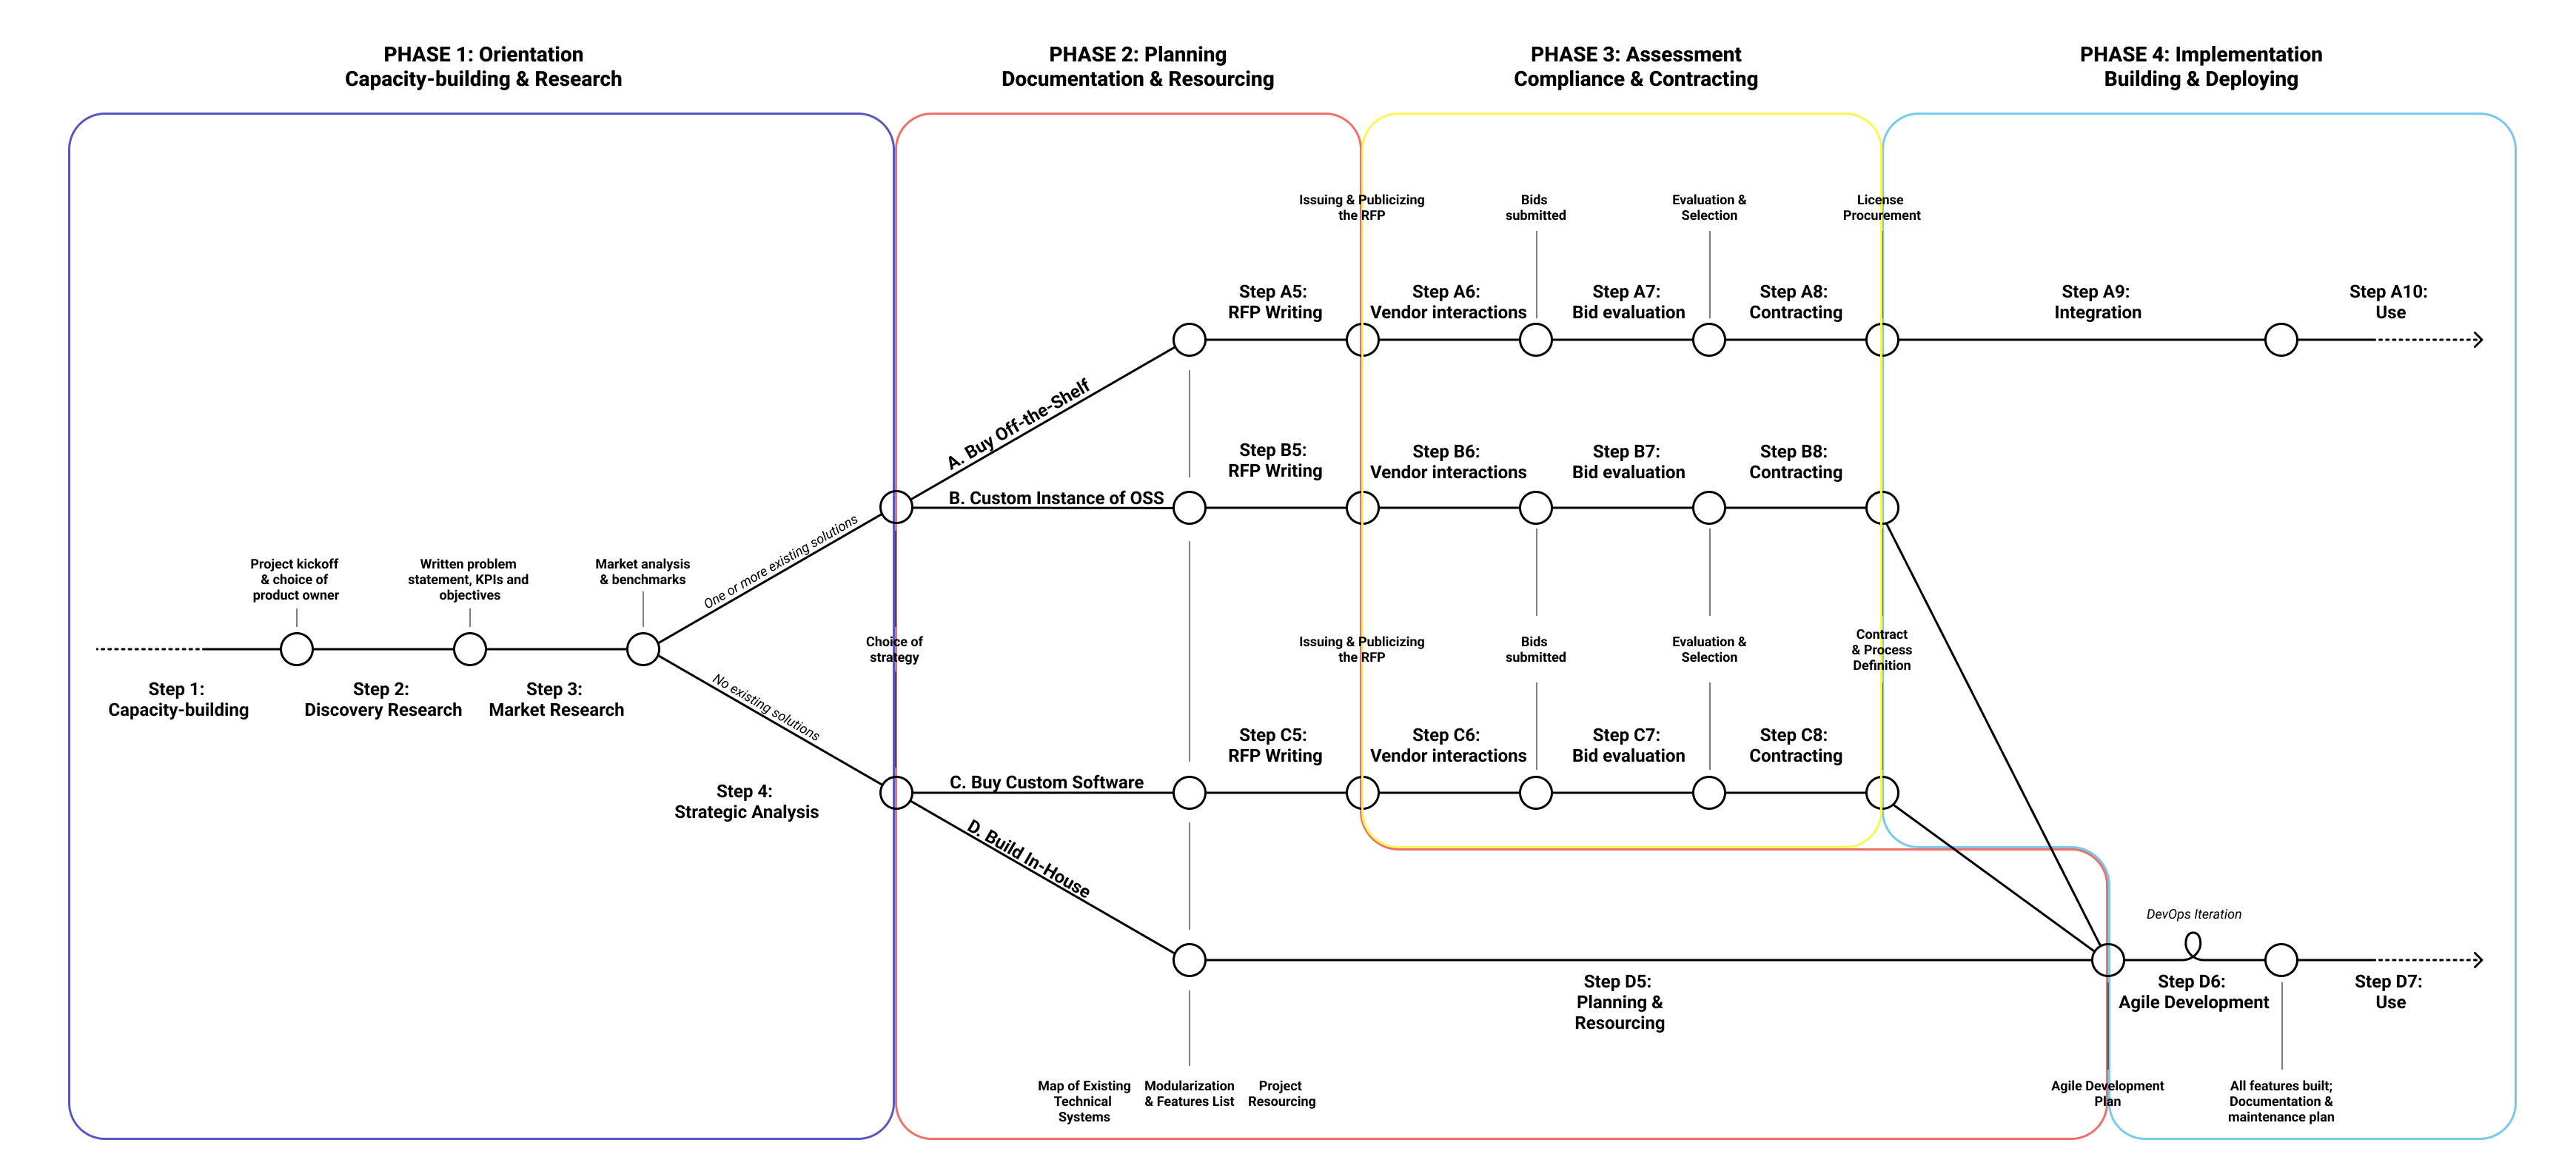 PHASE 1: Orientation
Capacity-building & Research
PHASE 2: Planning
Documentation & Resourcing
PHASE 3: Assessment
Compliance & Contracting
PHASE 4: Implementation
Building & Deploying
Issuing & Publicizing
the RFP
Bids
submitted
Evaluation &
Selection
License
Procurement
Step A5:
RFP Writing
Step A6:
Vendor interactions
Step A7:
Bid evaluation
Step A8:
Contracting
Step A9:
Integration
Step A10:
Use
A. Buy Off-the-Shelf
Step B5:
RFP Writing
Step B6:
Vendor interactions
Step B7:
Bid evaluation
Step B8:
Contracting
B. Custom Instance of OSS
One or more existing solutions
Project kickoff
& choice of
product owner
Written problem
statement, KPIs and
objectives
Market analysis
& benchmarks
Choice of
strategy
Issuing & Publicizing
the RFP
Bids
submitted
Evaluation &
Selection
Contract
& Process
Definition
Step 1:
Capacity-building
Step 2:
Discovery Research
Step 3:
Market Research
No existing solutions
Step 4:
Strategic Analysis
Step C5:
RFP Writing
Step C6:
Vendor interactions
Step C7:
Bid evaluation
Step C8:
Contracting
C. Buy Custom Software
D. Build In-House
DevOps Iteration
Step D5:
Planning &
Resourcing
Step D6:
Agile Development
Step D7:
Use
Map of Existing
Technical
Systems
Modularization
& Features List
Project
Resourcing
Agile Development
Plan
All features built;
Documentation &
maintenance plan